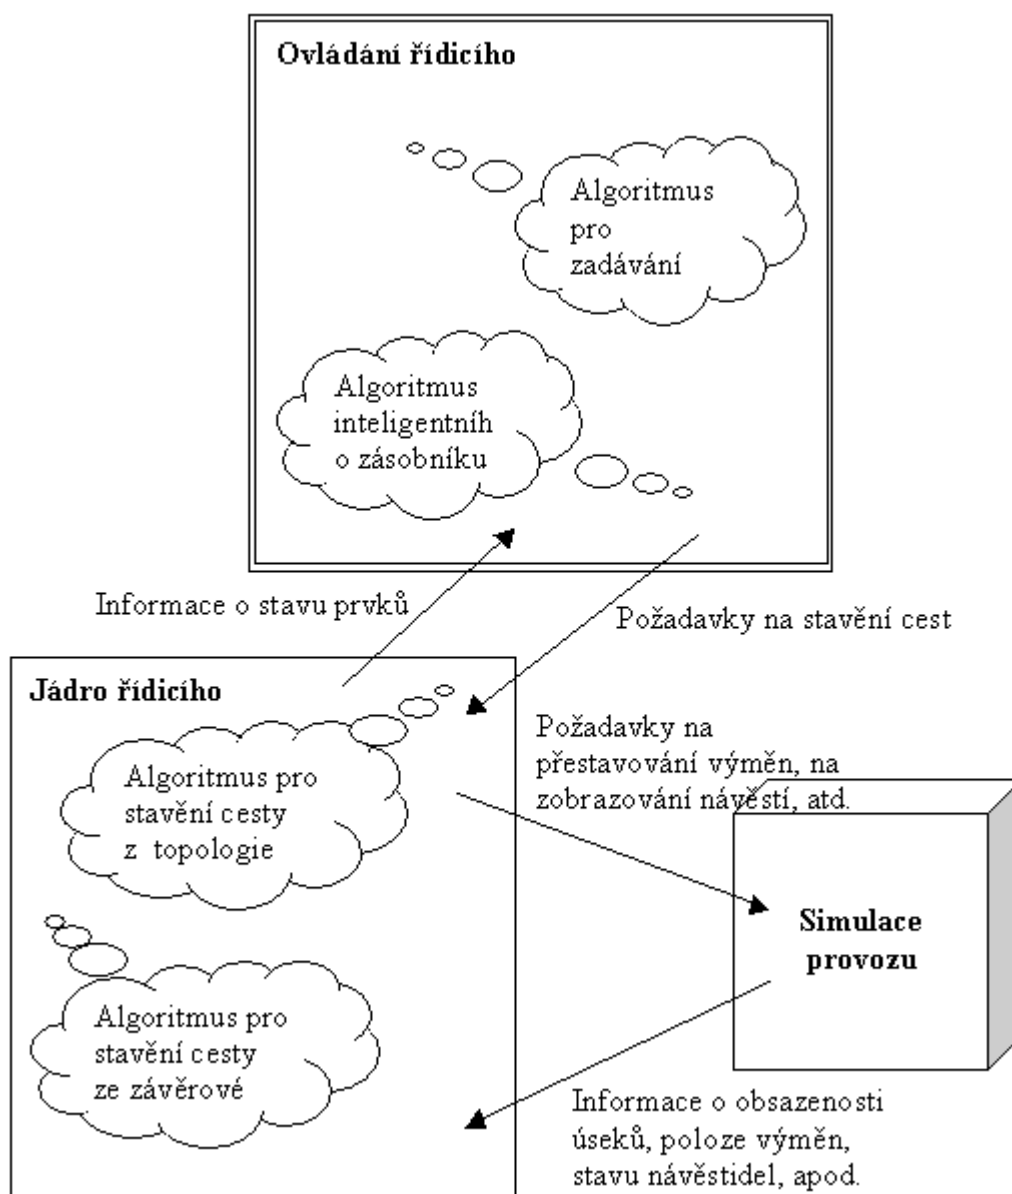 Ovládání řídicího
Algoritmus
pro
zadávání
Algoritmus
inteligentníh
o zásobníku
Informace o stavu prvků
Požadavky na stavění cest
Jádro řídicího
Algoritmus pro
stavění cesty
z topologie
Požadavky na
přestavování výměn, na
zobrazování návěstí, atd.
Simulace
provozu
Algoritmus pro
stavění cesty
ze závěrové
Informace o obsazenosti
úseků, poloze výměn,
stavu návěstidel, apod.